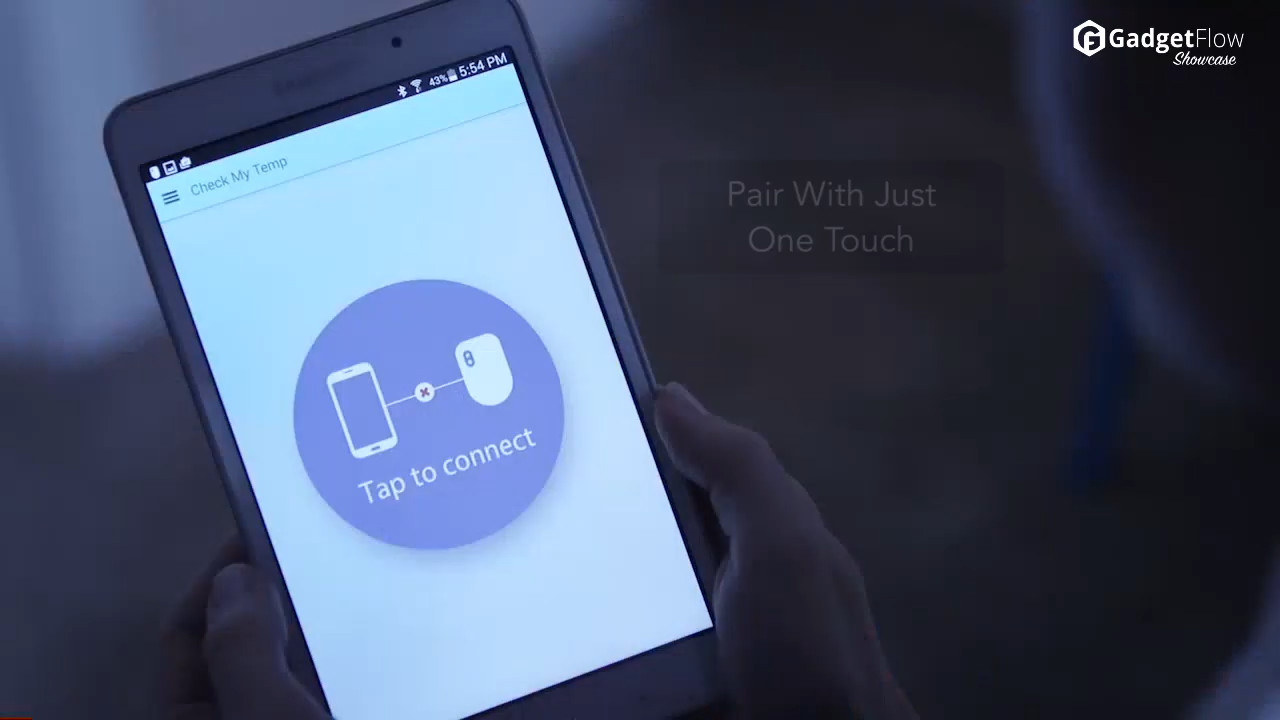 GadgetFlow
Showcase
43% 5:54 PM
Check My Temp
Pair With Just
One Touch
Tap to connect